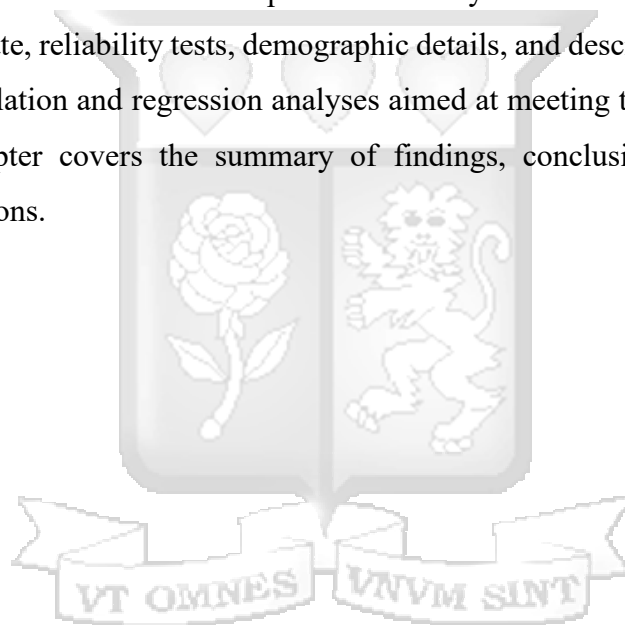 te, reliability tests, demographic details, and desc
lation and regression analyses aimed at meeting t
pter covers the summary of findings, conclusi
ons.
VT OMNES VNVM SINT